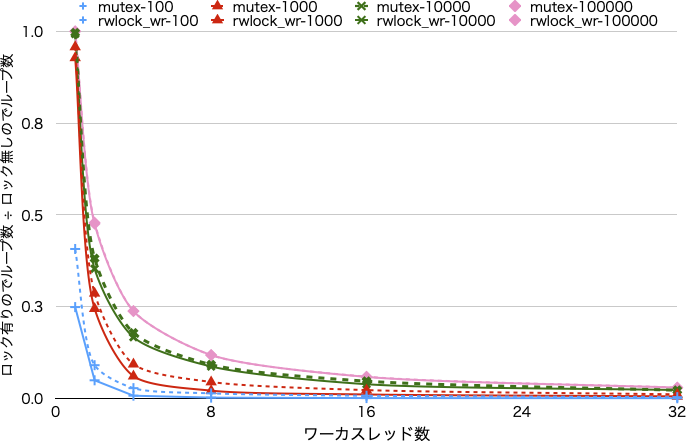 mutex-100 mutex-1000 mutex-10000 mutex-100000
rwlock_wr-100 rwlock_wr-1000 rwlock_wr-10000 rwlock_wr-100000
ロック有りのでループ数 ÷ ロック無しのでループ数
1.0
0.8
0.5
0.3
0.0
0 8 16 24 32
ワーカスレッド数